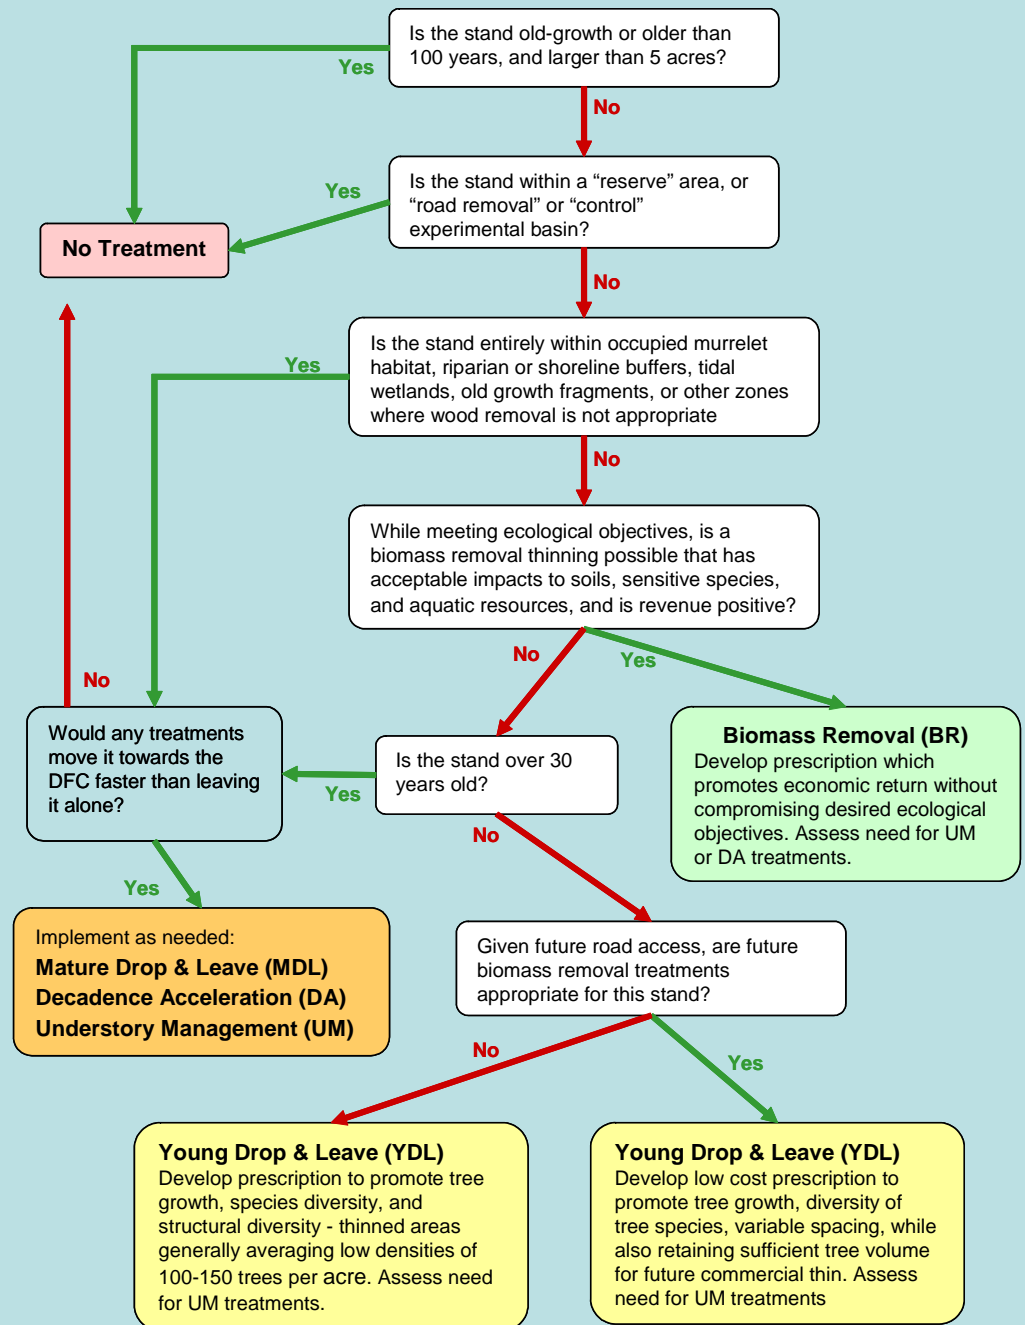 Is the stand old-growth or older than
100 years, and larger than 5 acres?
Yes
No
Is the stand within a “reserve” area, or
“road removal” or “control”
experimental basin?
Yes
No Treatment
No
Is the stand entirely within occupied murrelet
habitat, riparian or shoreline buffers, tidal
wetlands, old growth fragments, or other zones
where wood removal is not appropriate
Yes
No
While meeting ecological objectives, is a
biomass removal thinning possible that has
acceptable impacts to soils, sensitive species,
and aquatic resources, and is revenue positive?
No
Yes
No
Would any treatments
move it towards the
DFC faster than leaving
it alone?
Is the stand over 30
years old?
Yes
Biomass Removal (BR)
Develop prescription which
promotes economic return without
compromising desired ecological
objectives. Assess need for UM
or DA treatments.
No
Yes
Implement as needed:
Mature Drop & Leave (MDL)
Decadence Acceleration (DA)
Understory Management (UM)
Given future road access, are future
biomass removal treatments
appropriate for this stand?
No
Yes
Young Drop & Leave (YDL)
Develop prescription to promote tree
growth, species diversity, and
structural diversity - thinned areas
generally averaging low densities of
100-150 trees per acre. Assess need
for UM treatments.
Young Drop & Leave (YDL)
Develop low cost prescription to
promote tree growth, diversity of
tree species, variable spacing, while
also retaining sufficient tree volume
for future commercial thin. Assess
need for UM treatments